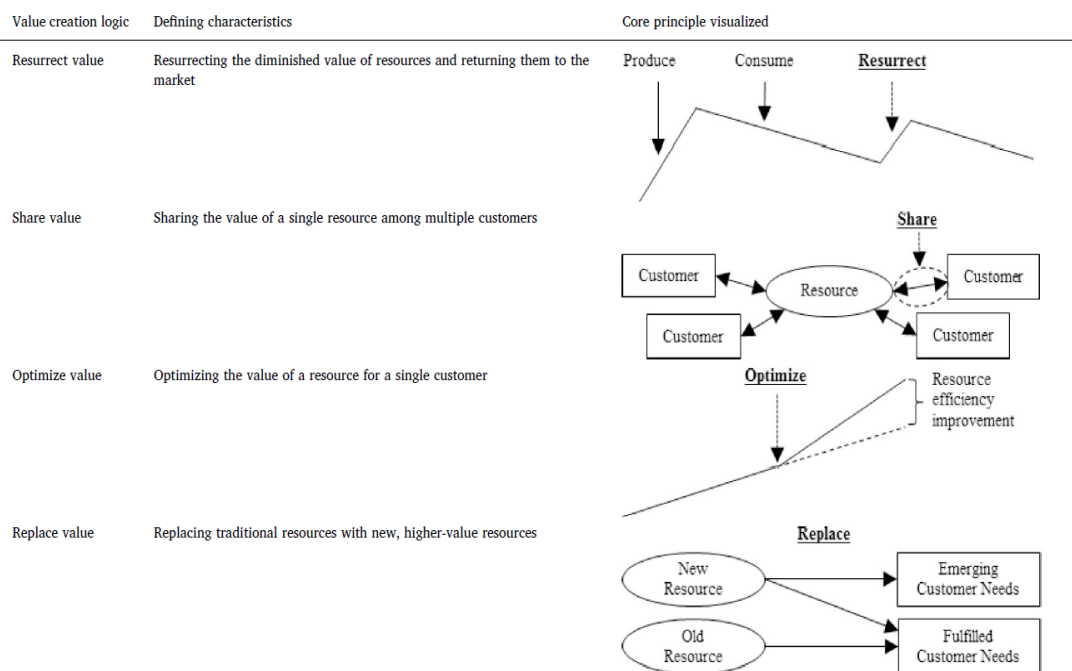 Value creation logic Defining characteristics Core principle visualized
Resurrect value Resurrecting the diminished value of resources and returning them to the
market
Produce Consume Resurrect
Share value Sharing the value of a single resource among multiple customers
Share
Customer Resource Customer
Customer Customer
Optimize value Optimizing the value of a resource for a single customer
Optimize
Resource
efficiency
improvement
Replace value Replacing traditional resources with new, higher-value resources
Replace
New
Resource
Emerging
Customer Needs
Old
Resource
Fulfilled
Customer Needs